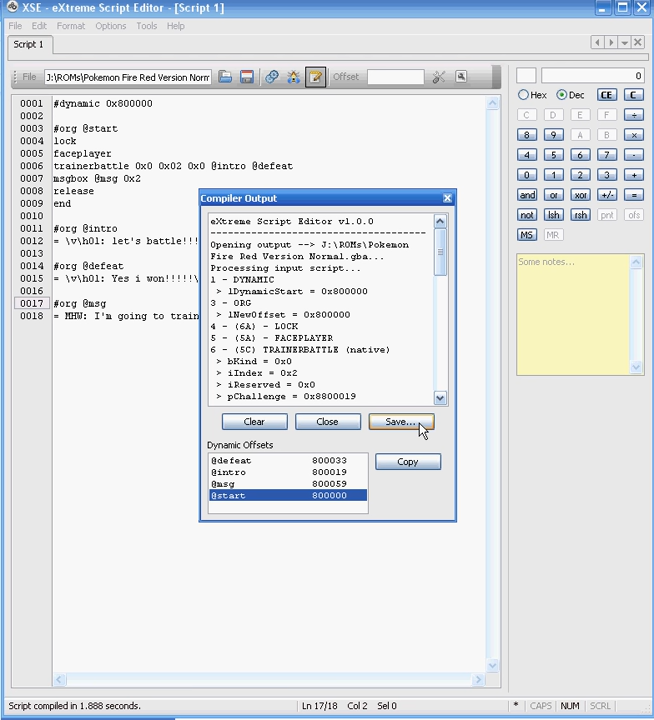 XSE - eXtreme Script Editor - [Script 1]
File Edit Format Options Tools Help
Script 1
File J:\ROMs\Pokemon Fire Red Version Norm Offset
0001 #dynamic 0x800000
0002
0003 #org @start
0004 lock
0005 faceplayer
0006 trainerbattle 0x0 0x02 0x0 @intro @defeat
0007 msgbox @msg 0x2
0008 release
0009 end
0010
0011 #org @intro
0012 = \v\h01: let's battle!!!
0013
0014 #org @defeat
0015 = \v\h01: Yes i won!!!!!\
0016
0017 #org @msg
0018 = MHW: I'm going to train
Compiler Output
eXtreme Script Editor v1.0.0
------------------------------------
Opening output --> J:\ROMs\Pokemon
Fire Red Version Normal.gba...
Processing input script...
1 - DYNAMIC
> lDynamicStart = 0x800000
3 - ORG
> lNewOffset = 0x800000
4 - (6A) - LOCK
5 - (5A) - FACEPLAYER
6 - (5C) TRAINERBATTLE (native)
> bKind = 0x0
> iIndex = 0x2
> iReserved = 0x0
> pChallenge = 0x8800019
Clear Close Save...
Dynamic Offsets
@defeat 800033
@intro 800019
@msg 800059
@start 800000
Copy
0
Hex Dec CE C
C D E F ÷
8 9 A B x
4 5 6 7 -
0 1 2 3 +
and or xor +/- =
not lsh rsh pnt ofs
MS MR
Some notes...
Script compiled in 1.888 seconds. Ln 17/18 Col 2 Sel 0 * CAPS NUM SCRL